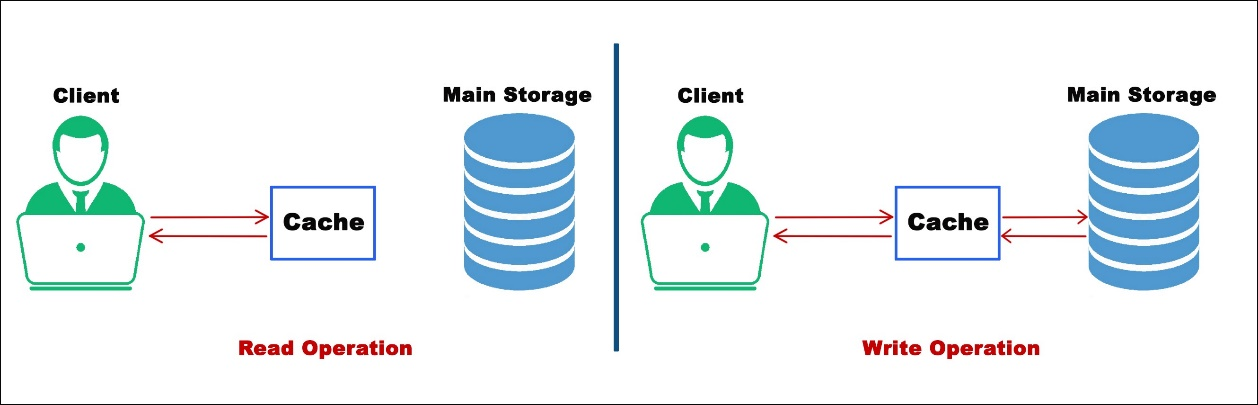 Client
Main Storage
Cache
Read Operation
Client
Main Storage
Cache
Write Operation